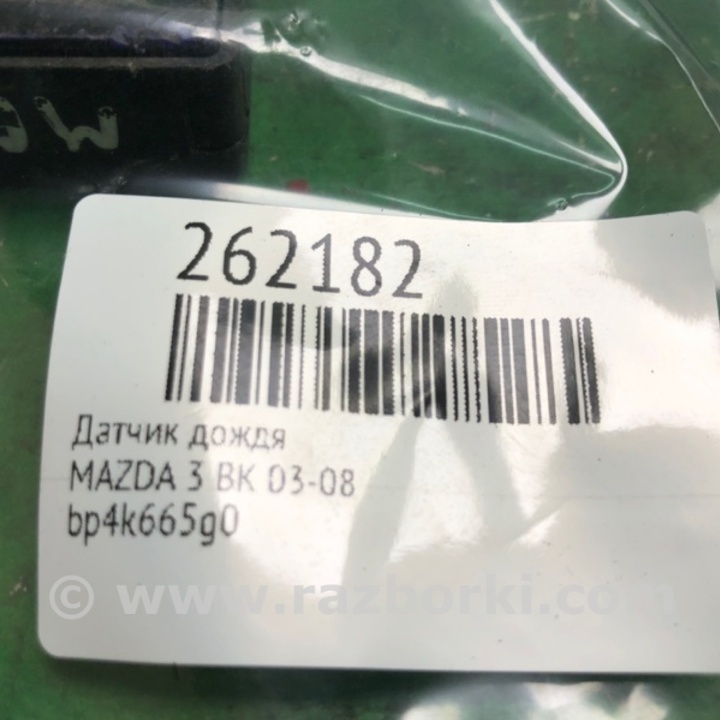 262182
Датчик дождя
MAZDA 3 BK 03-08
bp4k665g0
© www.razborki.com